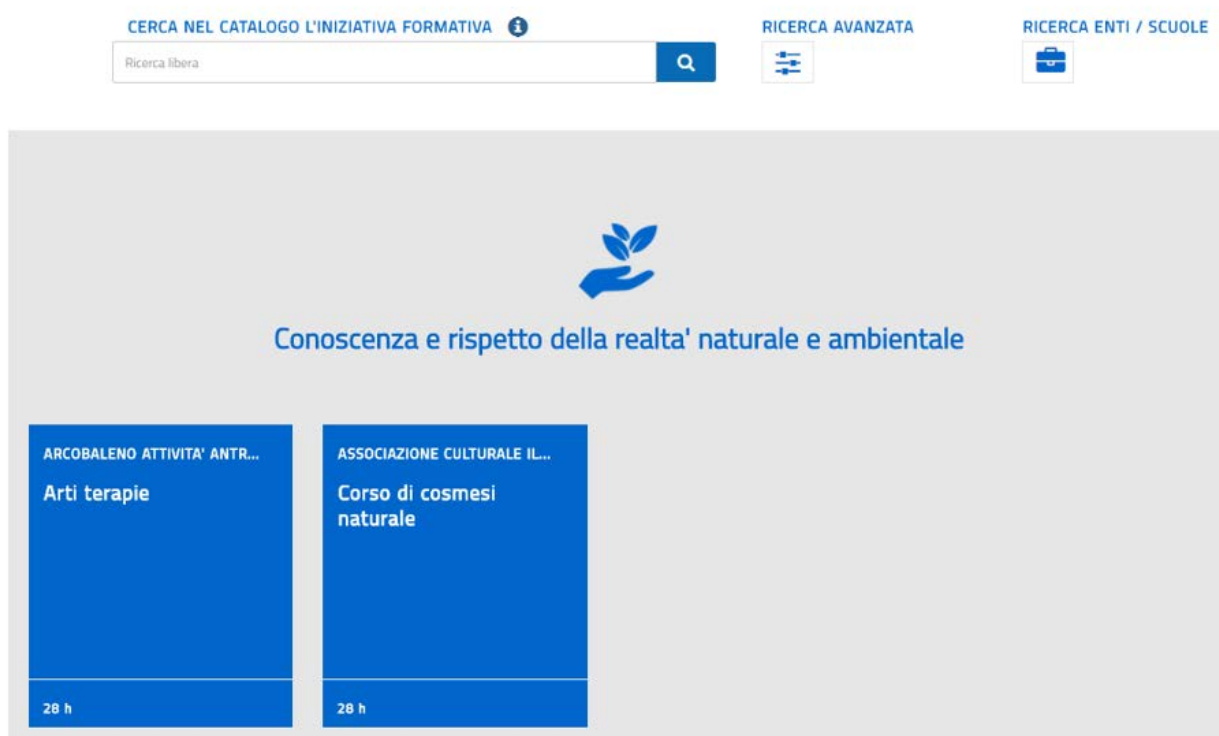 CERCA NEL CATALOGO L'INIZIATIVA FORMATIVA
RICERCA AVANZATA
RICERCA ENTI / SCUOLE
Ricerca libera
Conoscenza e rispetto della realta' naturale e ambientale
ARCOBALENO ATTIVITA' ANTR...
Arti terapie
28 h
ASSOCIAZIONE CULTURALE IL...
Corso di cosmesi
naturale
28 h